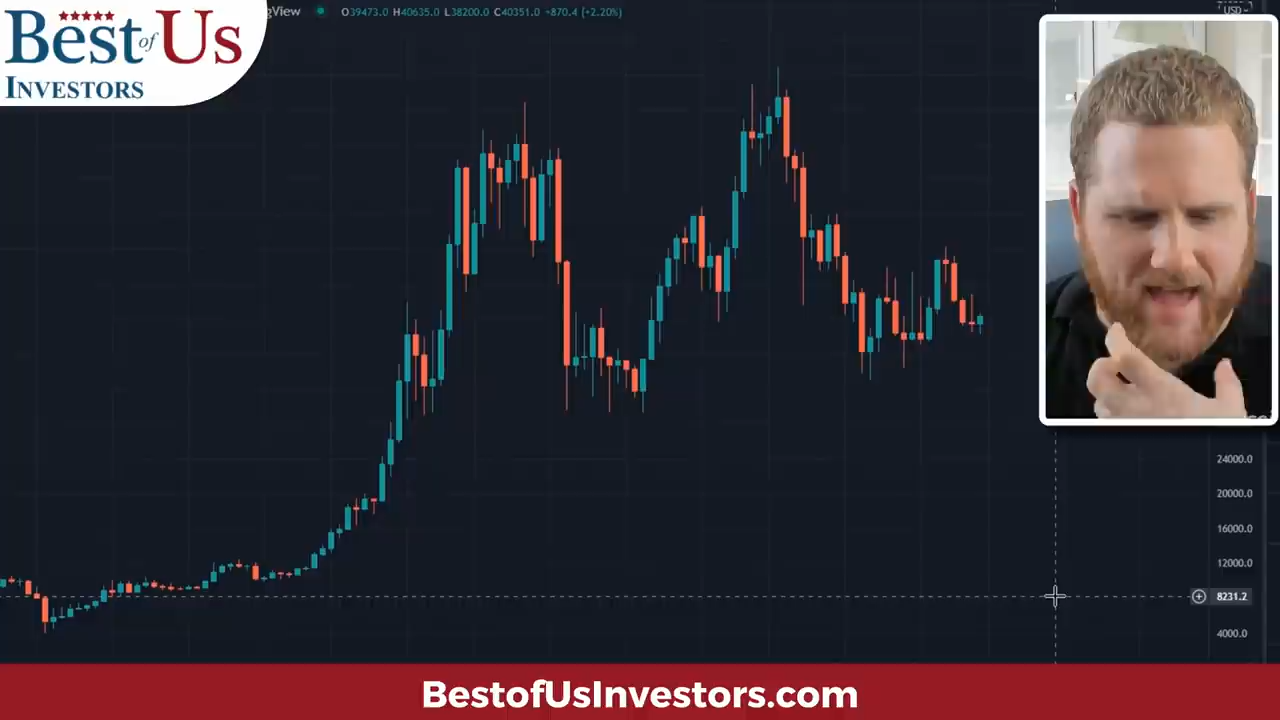 ★★★★★
Best of Us
INVESTORS
gView O39473.0 H40635.0 L38200.0 C40351.0 +870.4 (+2.20%)
USD
24000.0
20000.0
16000.0
12000.0
8231.2
4000.0
BestofUsInvestors.com